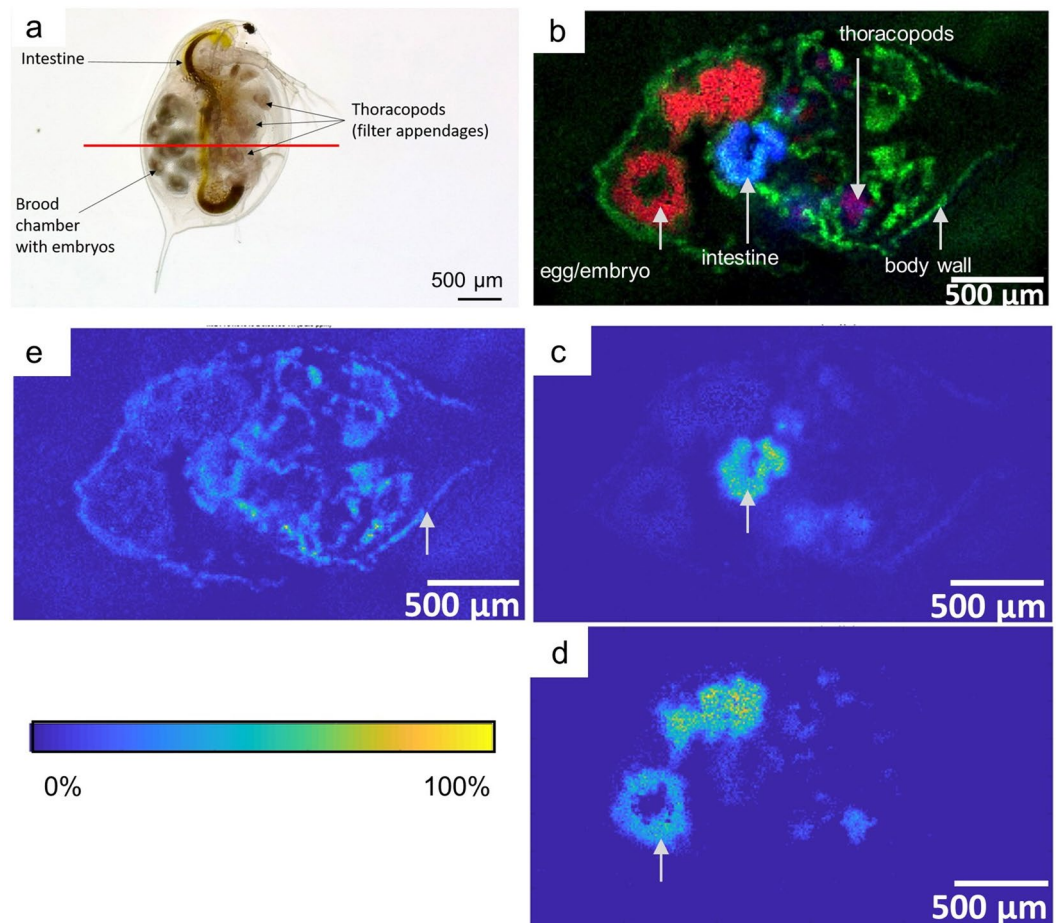 a
Intestine
Thoracopods
(filter appendages)
Brood
chamber
with embryos
500 µm
b
thoracopods
egg/embryo
intestine
body wall
500 µm
e
500 µm
c
500 µm
0%
100%
d
500 µm